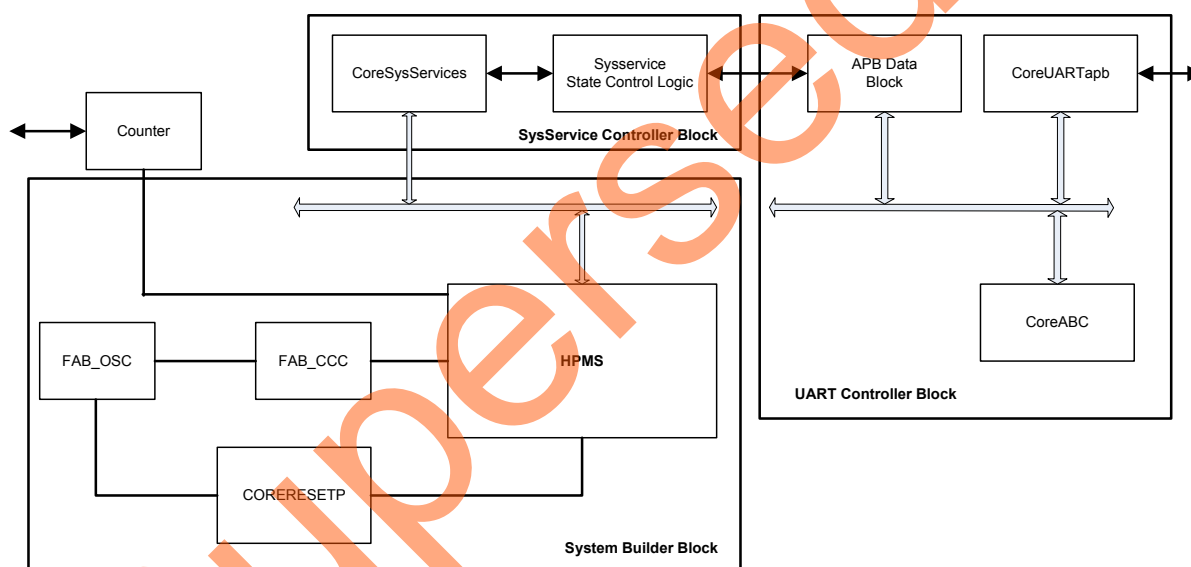 CoreSysServices
Sysservice
State Control Logic
APB Data
Block
CoreUARTapb
Counter
SysService Controller Block
CoreABC
FAB_OSC
FAB_CCC
HPMS
UART Controller Block
CORERESETP
System Builder Block